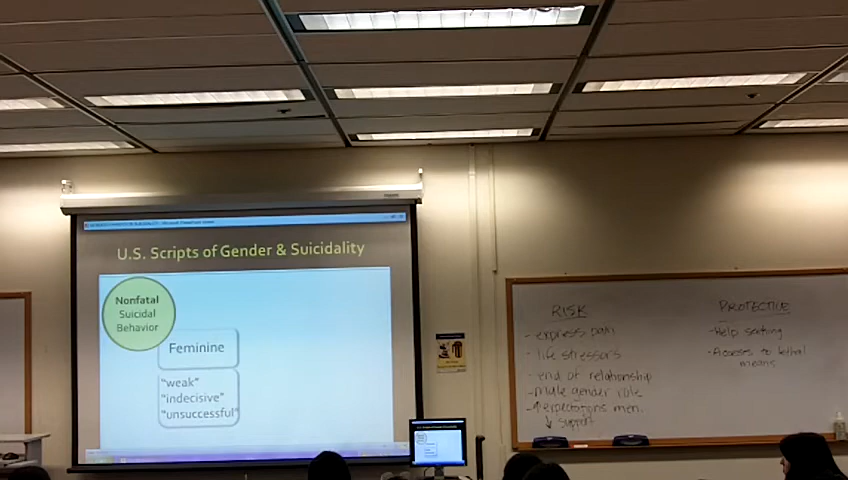 U.S. Scripts of Gender & Suicidality
Nonfatal
Suicidal
Behavior
Feminine
"weak"
"indecisive"
"unsuccessful"
RISK
- express pain
- life stressors
- end of relationship
- male gender role
- ↑ expectations men.
↓ support
PROTECTIVE
- Help seeking
- Access to lethal
means